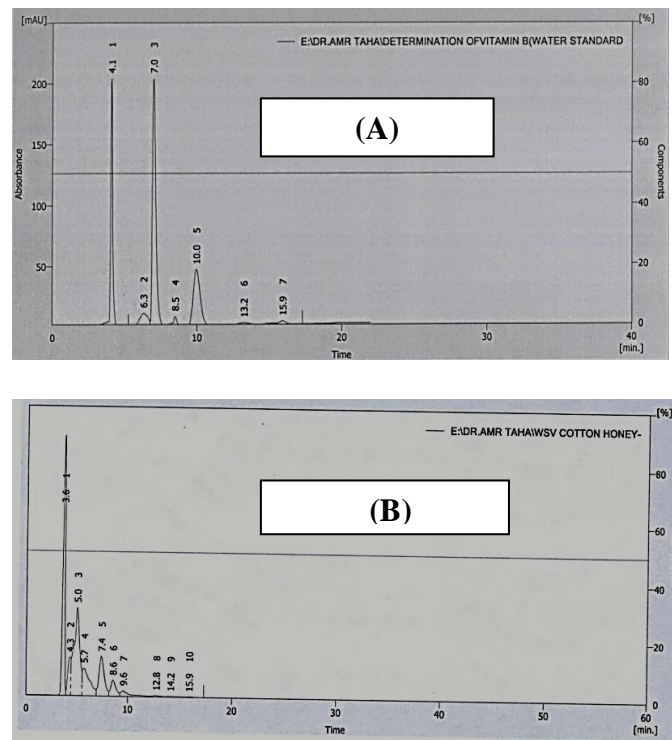 [mAU]
[%]
E:\DR.AMR TAHA\DETERMINATION OFVITAMIN B(WATER STANDARD
(A)
200
150
100
50
0
Absorbance
4.1 1
6.3 2
7.0 3
8.5 4
10.0 5
13.2 6
15.9 7
80
60
40
20
0
Components
0 10 20 30 40
Time
[min.]
[%]
E:\DR.AMR TAHA\WSV COTTON HONEY-
(B)
3.6 1
4.3 2
5.0 3
5.7 4
7.4 5
8.6 6
9.6 7
12.8 8
14.2 9
15.9 10
80
60
40
20
0
0 10 20 30 40 50 60
Time
[min.]